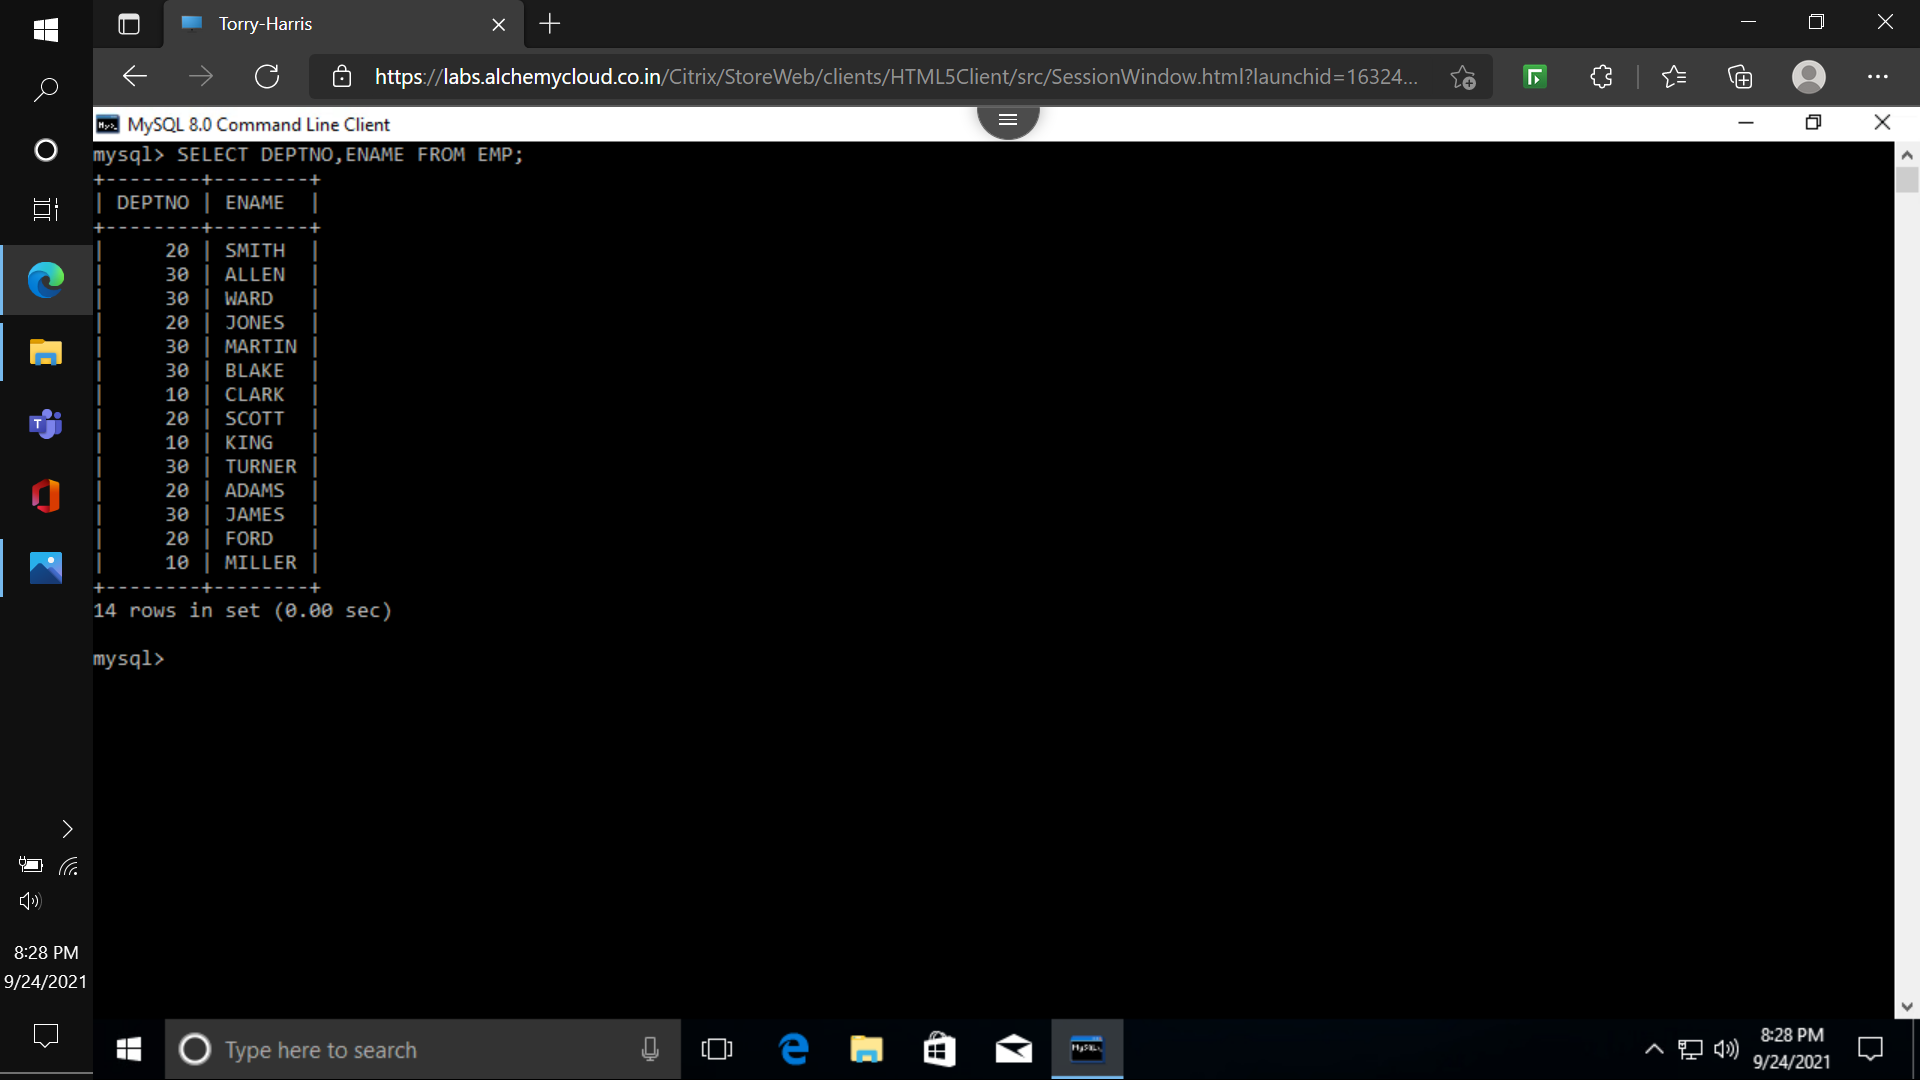 Torry-Harris
https://labs.alchemycloud.co.in/Citrix/StoreWeb/clients/HTML5Client/src/SessionWindow.html?launchid=16324...
MySQL 8.0 Command Line Client
mysql> SELECT DEPTNO,ENAME FROM EMP;
+--------+--------+
| DEPTNO | ENAME  |
+--------+--------+
|     20 | SMITH  |
|     30 | ALLEN  |
|     30 | WARD   |
|     20 | JONES  |
|     30 | MARTIN |
|     30 | BLAKE  |
|     10 | CLARK  |
|     20 | SCOTT  |
|     10 | KING   |
|     30 | TURNER |
|     20 | ADAMS  |
|     30 | JAMES  |
|     20 | FORD   |
|     10 | MILLER |
+--------+--------+
14 rows in set (0.00 sec)
mysql>
8:28 PM
9/24/2021
Type here to search
8:28 PM
9/24/2021